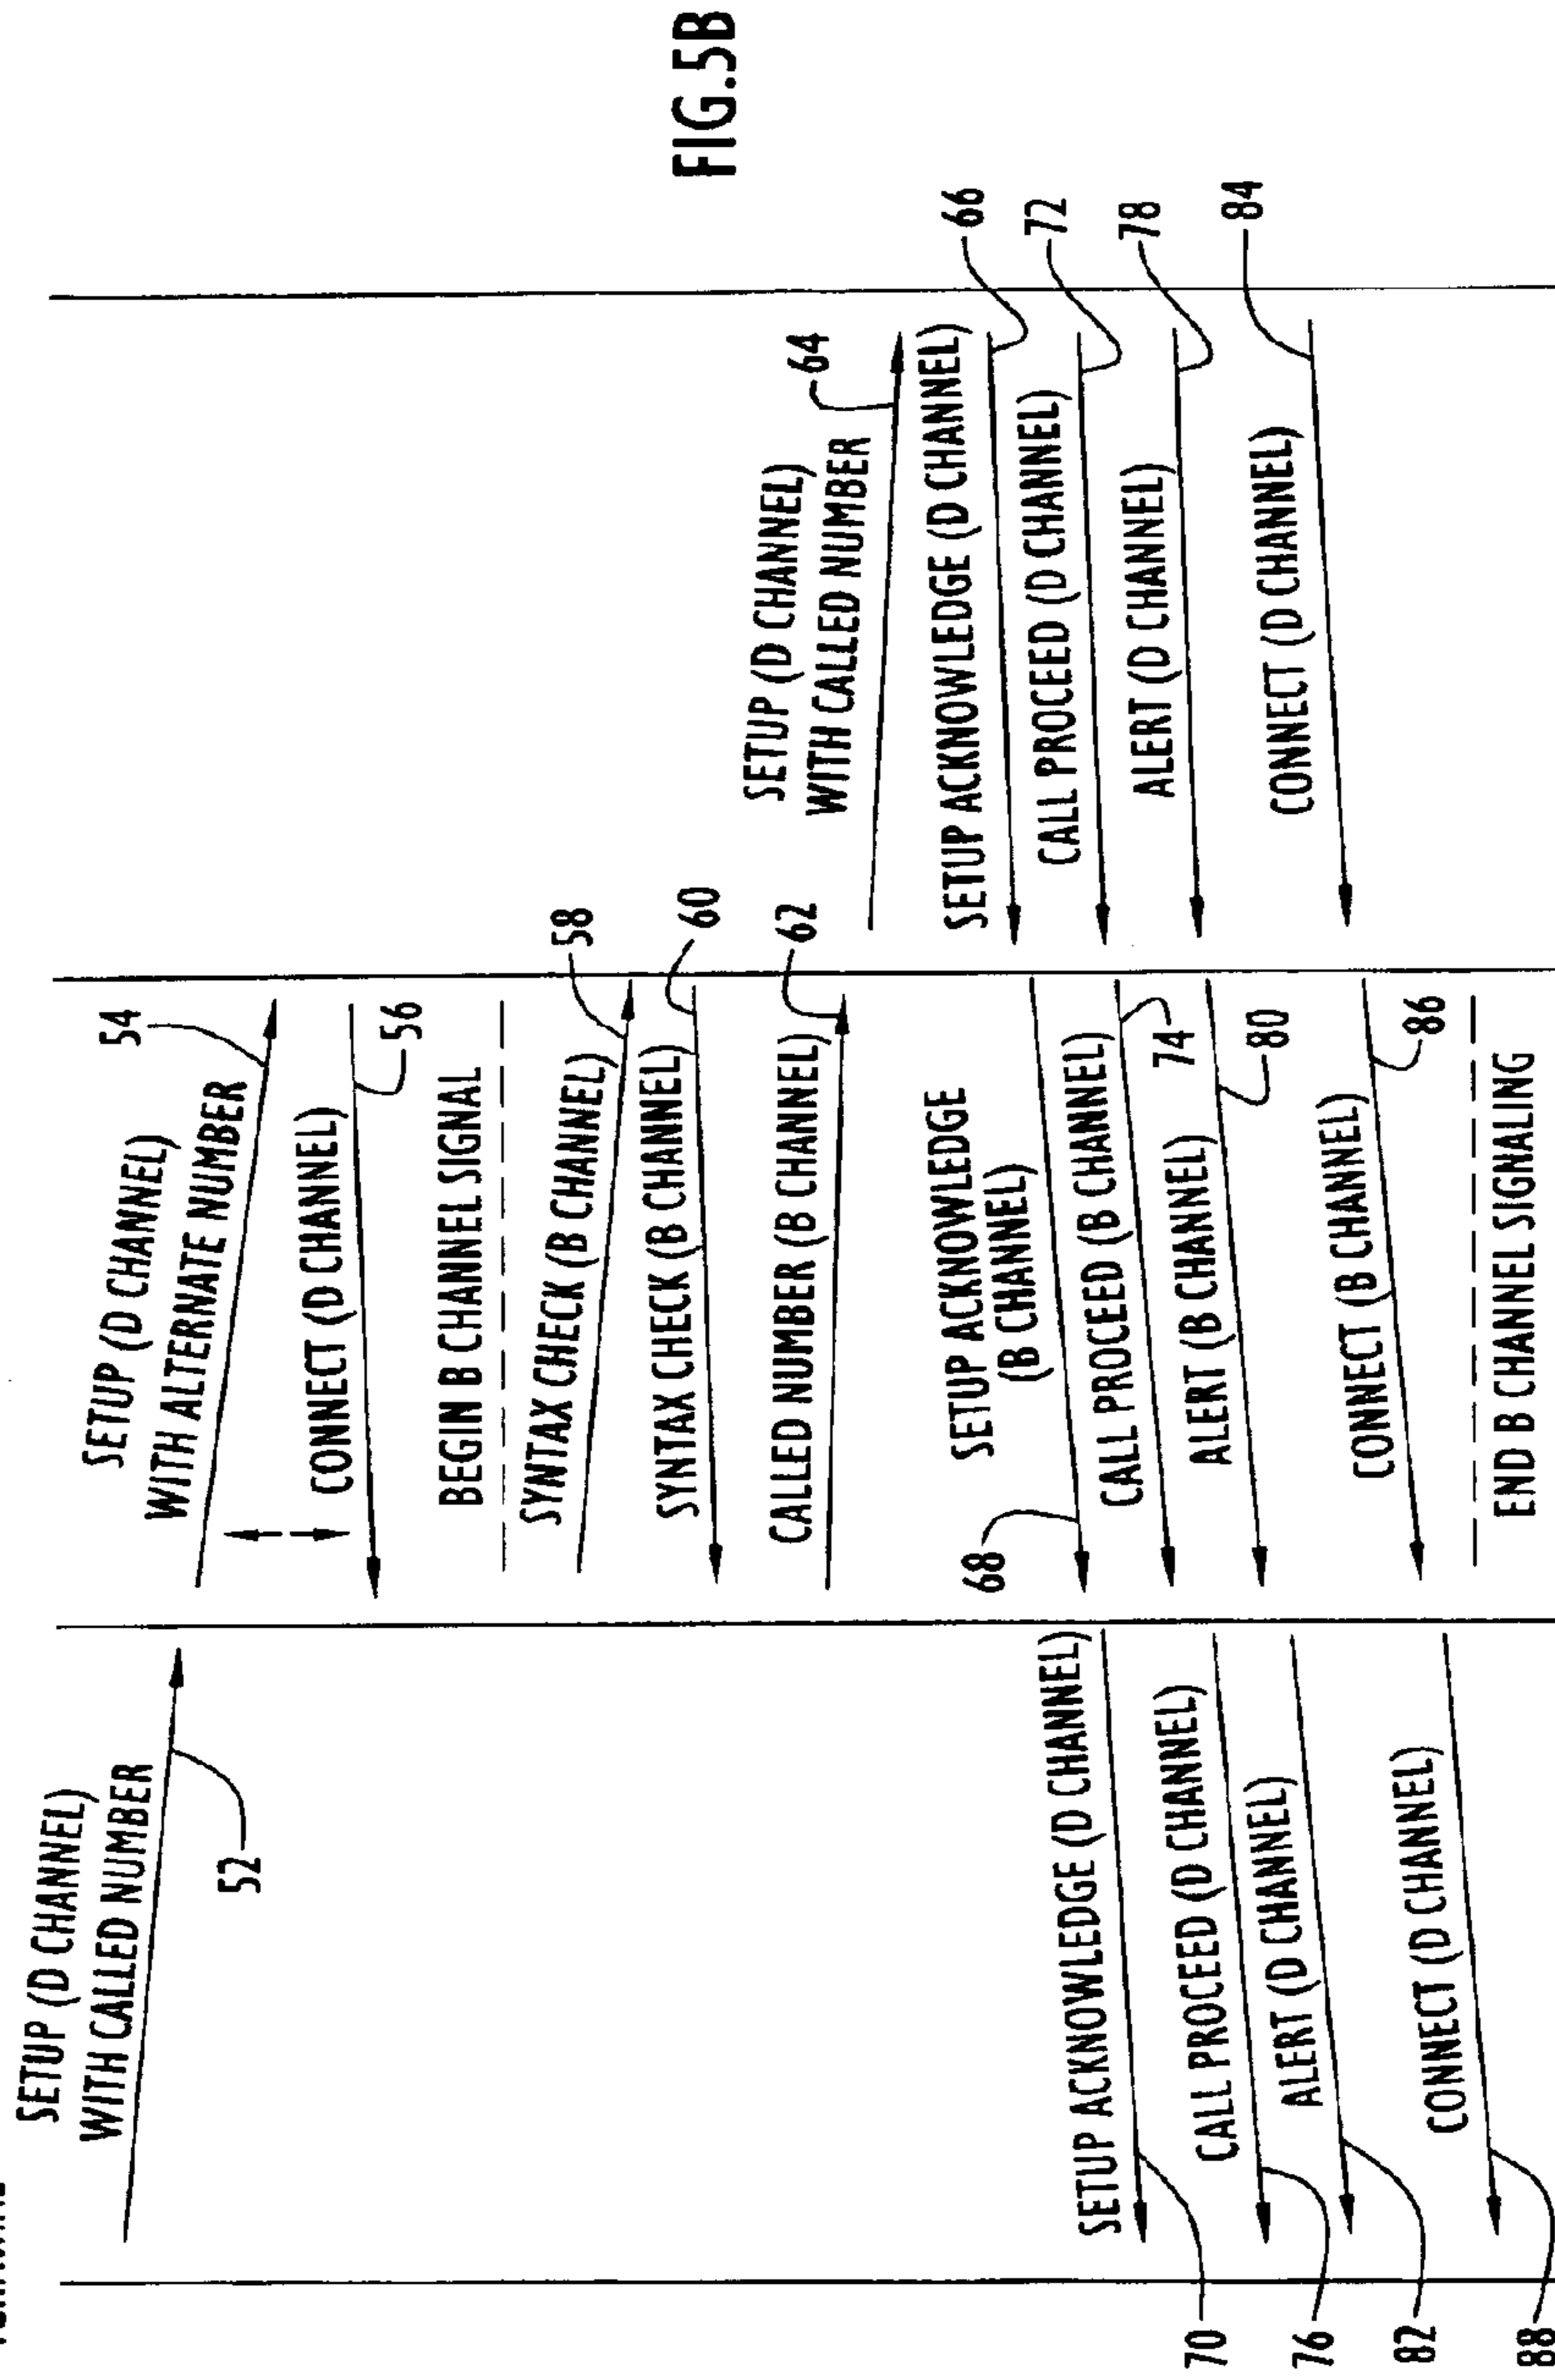 FIG.5B
SETUP (D CHANNEL)
WITH CALLED NUMBER
52
SETUP (D CHANNEL)
WITH ALTERNATE NUMBER
54
CONNECT (D CHANNEL)
56
BEGIN B CHANNEL SIGNAL
SYNTAX CHECK (B CHANNEL)
58
SYNTAX CHECK (B CHANNEL)
60
CALLED NUMBER (B CHANNEL)
62
SETUP (D CHANNEL)
WITH CALLED NUMBER
64
SETUP ACKNOWLEDGE (D CHANNEL)
66
SETUP ACKNOWLEDGE
(B CHANNEL)
68
SETUP ACKNOWLEDGE (D CHANNEL)
70
CALL PROCEED (D CHANNEL)
72
CALL PROCEED (B CHANNEL)
74
CALL PROCEED (D CHANNEL)
76
ALERT (D CHANNEL)
78
ALERT (B CHANNEL)
80
ALERT (D CHANNEL)
82
CONNECT (D CHANNEL)
84
CONNECT (B CHANNEL)
86
CONNECT (D CHANNEL)
88
END B CHANNEL SIGNALING